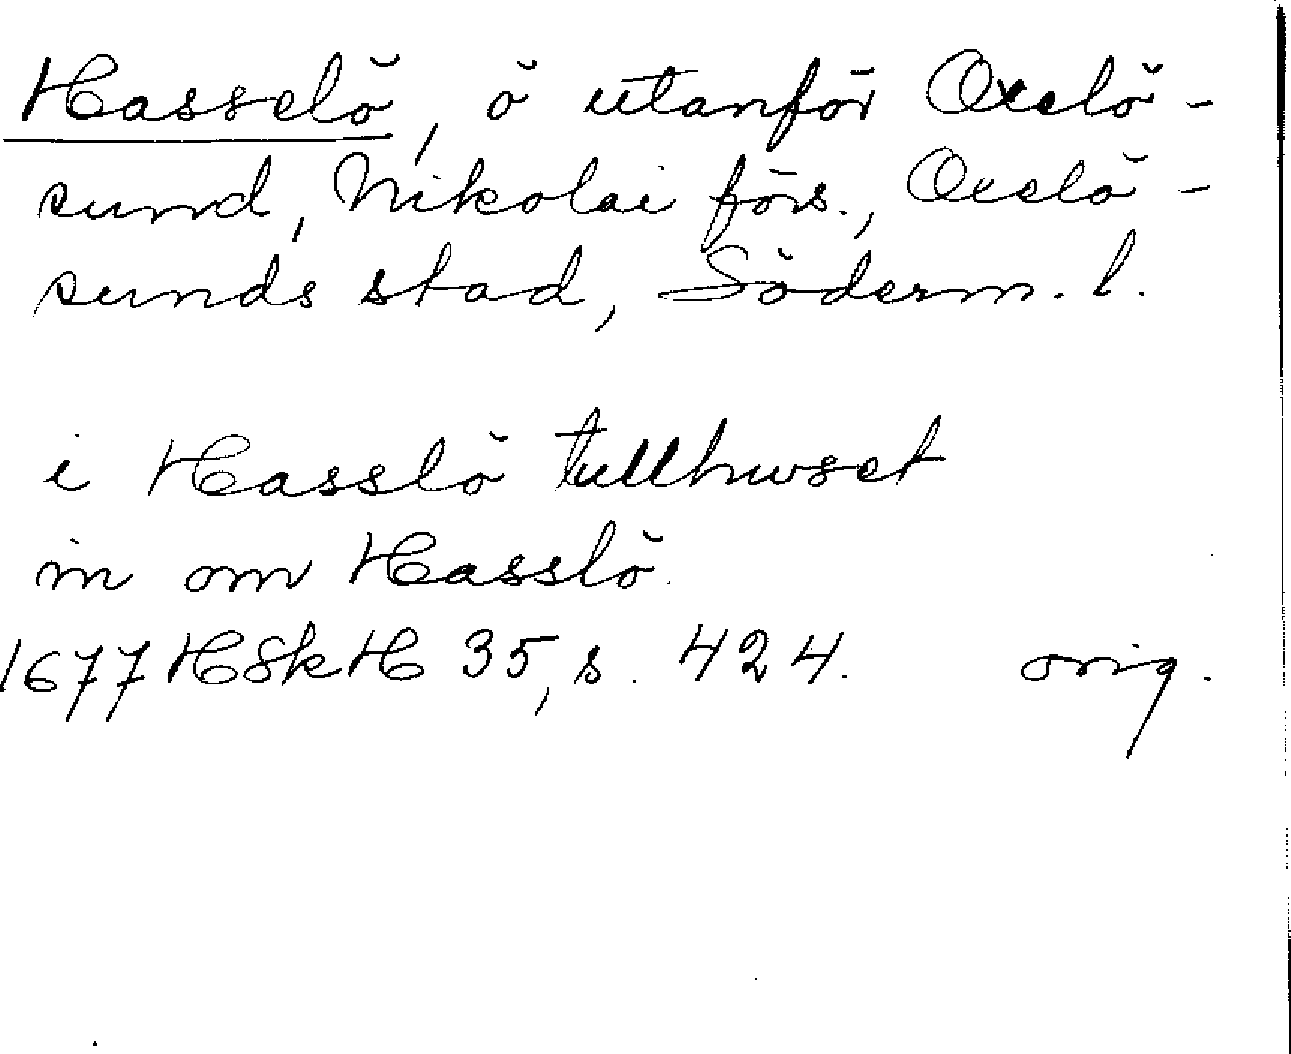 Hasselö, ö utanför Oxelö-
sund, Nikolai förs., Oxelö-
sunds stad, Söderm. l.
i Hasslö tullhuset
in om Hasslö
1677 HSkH 35, s. 424. orig.